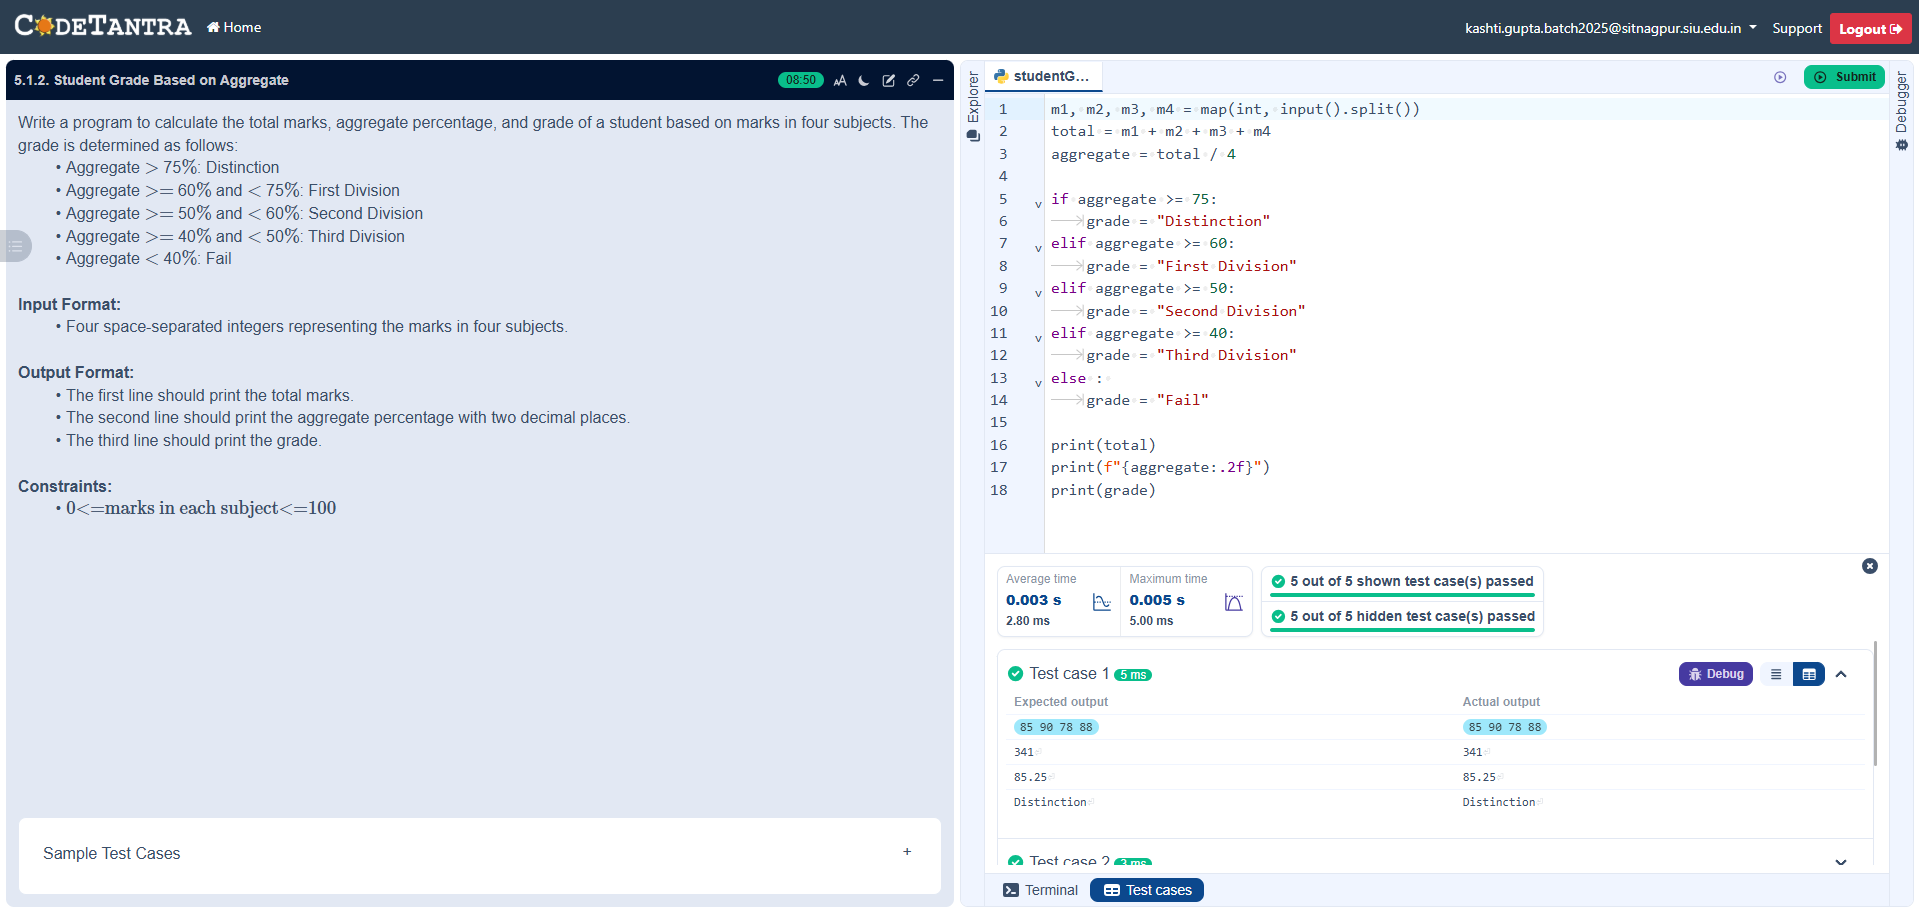 CODETANTRA
Home
kashti.gupta.batch2025@sitnagpur.siu.edu.in
Support
Logout
5.1.2. Student Grade Based on Aggregate
08:50
AA
Write a program to calculate the total marks, aggregate percentage, and grade of a student based on marks in four subjects. The
grade is determined as follows:
• Aggregate > 75%: Distinction
• Aggregate >= 60% and < 75%: First Division
• Aggregate >= 50% and < 60%: Second Division
• Aggregate >= 40% and < 50%: Third Division
• Aggregate < 40%: Fail
Input Format:
• Four space-separated integers representing the marks in four subjects.
Output Format:
• The first line should print the total marks.
• The second line should print the aggregate percentage with two decimal places.
• The third line should print the grade.
Constraints:
• 0<=marks in each subject<=100
Sample Test Cases
+
Explorer
studentG...
Submit
Debugger
1 m1, m2, m3, m4 = map(int, input().split())
2 total = m1 + m2 + m3 + m4
3 aggregate = total / 4
4
5 if aggregate >= 75:
6 grade = "Distinction"
7 elif aggregate >= 60:
8 grade = "First Division"
9 elif aggregate >= 50:
10 grade = "Second Division"
11 elif aggregate >= 40:
12 grade = "Third Division"
13 else :
14 grade = "Fail"
15
16 print(total)
17 print(f"{aggregate:.2f}")
18 print(grade)
Average time
0.003 s
2.80 ms
Maximum time
0.005 s
5.00 ms
5 out of 5 shown test case(s) passed
5 out of 5 hidden test case(s) passed
Test case 1 5 ms
Debug
Expected output
Actual output
85 90 78 88
85 90 78 88
341
341
85.25
85.25
Distinction
Distinction
Test case 2 3 ms
Terminal
Test cases